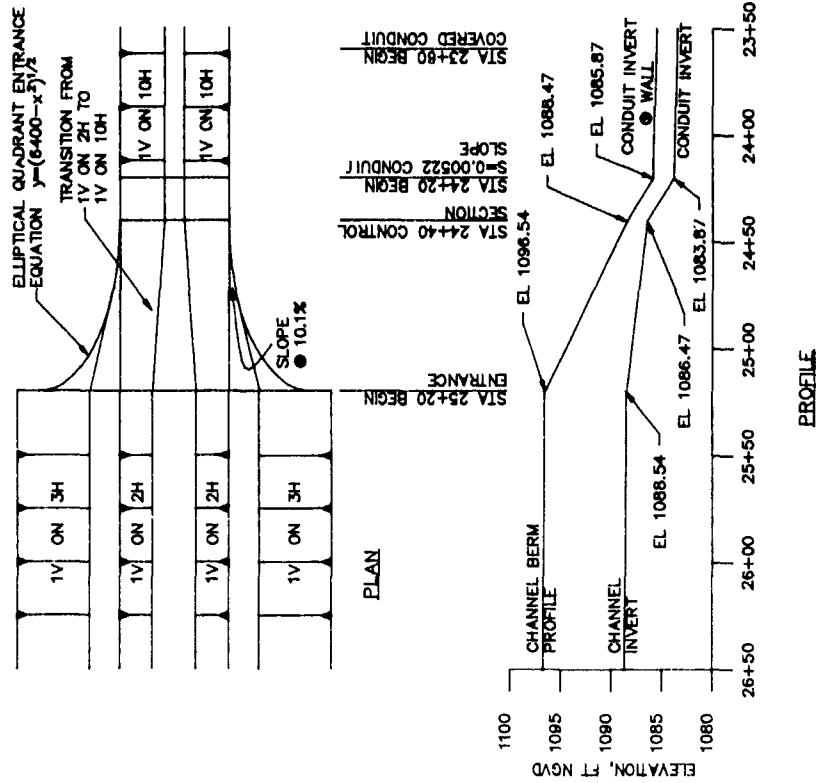 ELLIPTICAL QUADRANT ENTRANCE
EQUATION y=(6400-x²)1/2
TRANSITION FROM
1V ON 2H TO
1V ON 10H
1V ON 10H
1V ON 10H
1V ON 3H
1V ON 2H
1V ON 2H
1V ON 3H
SLOPE
@ 10.1%
PLAN
STA 25+20 BEGIN
ENTRANCE
STA 24+40 CONTROL
SECTION
STA 24+20 BEGIN
S=0.00522 CONDUIT
SLOPE
STA 23+60 BEGIN
COVERED CONDUIT
CHANNEL BERM
PROFILE
CHANNEL
INVERT
EL 1096.54
EL 1088.47
EL 1085.87
CONDUIT INVERT
@ WALL
CONDUIT INVERT
EL 1088.54
EL 1086.47
EL 1083.87
ELEVATION, FT NGVD
1100
1095
1090
1085
1080
26+50
26+00
25+50
25+00
24+50
24+00
23+50
PROFILE